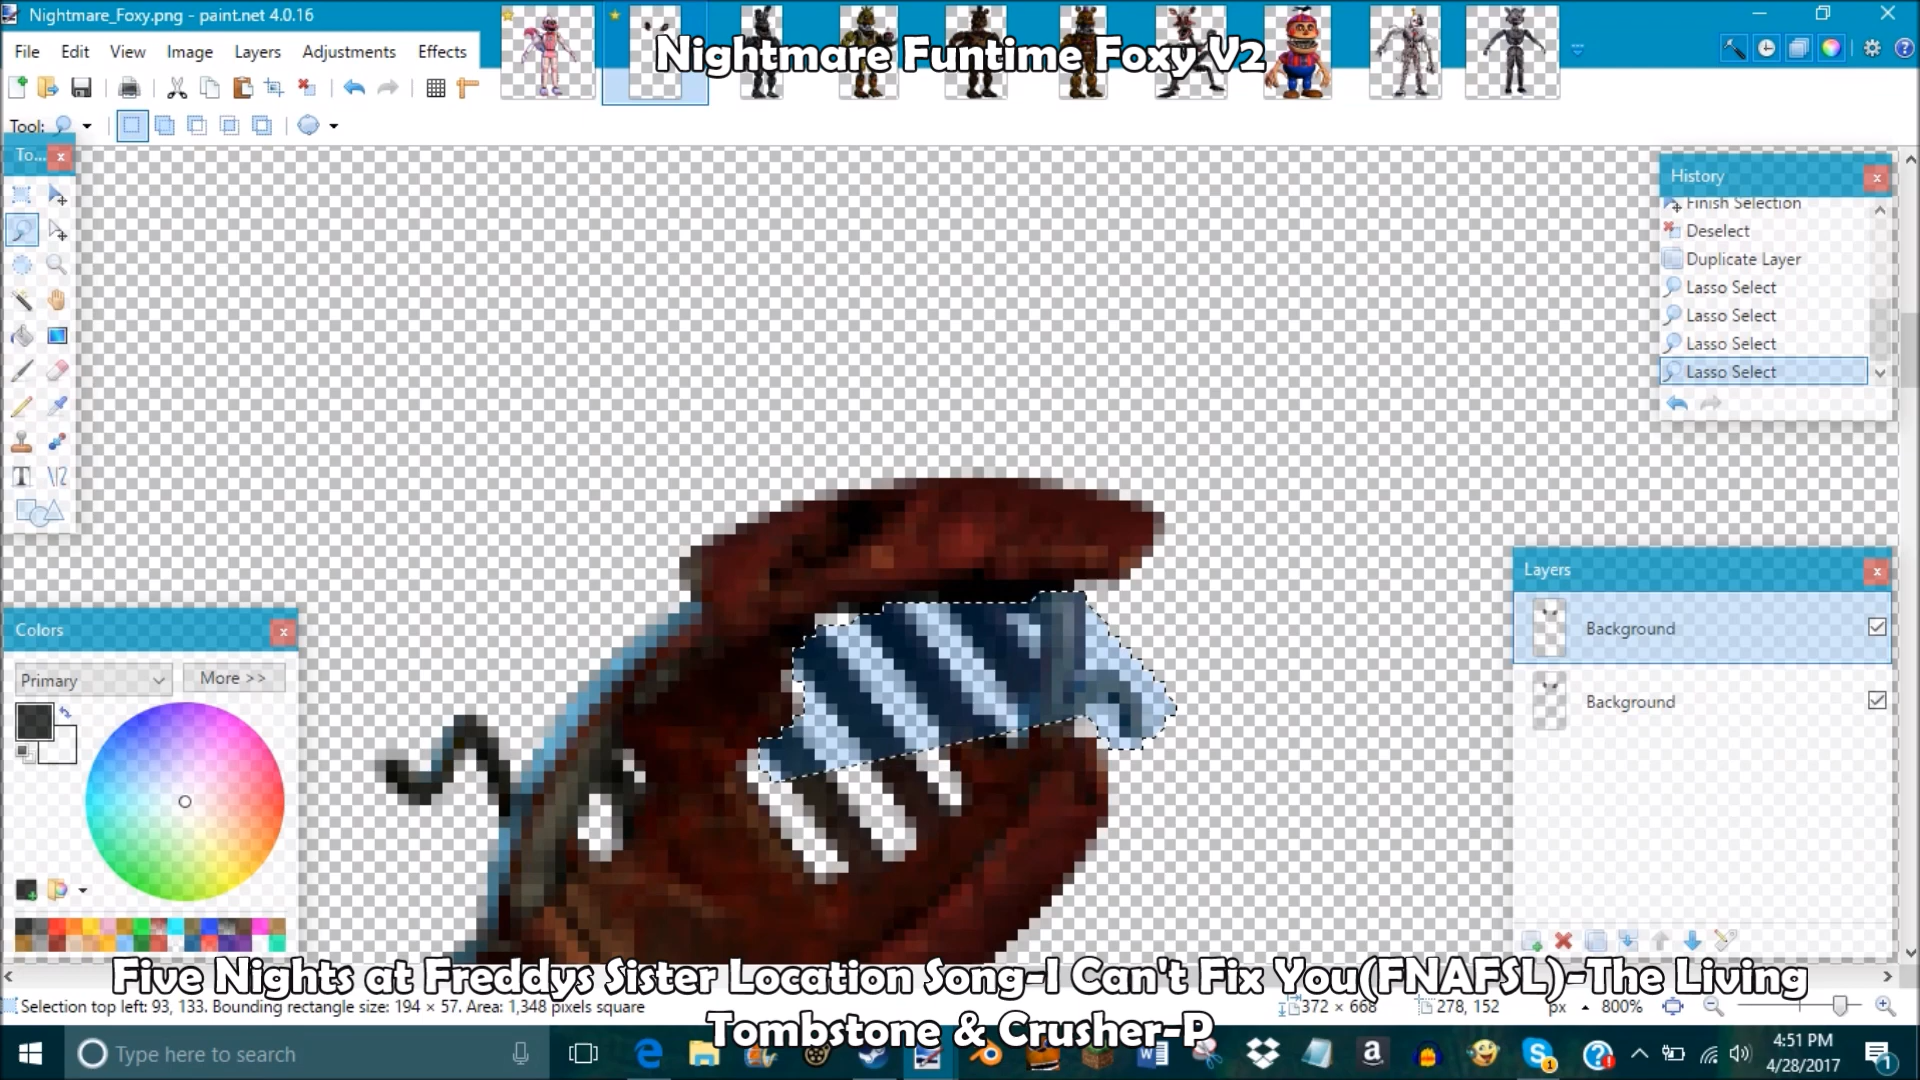 Nightmare_Foxy.png - paint.net 4.0.16
Nightmare Funtime Foxy V2
File Edit View Image Layers Adjustments Effects
Tool:
To...
History
Finish Selection
Deselect
Duplicate Layer
Lasso Select
Lasso Select
Lasso Select
Lasso Select
Layers
Background
Background
Colors
Primary
More >>
Five Nights at Freddys Sister Location Song-I Can't Fix You(FNAFSL)-The Living
Tombstone & Crusher-P
Selection top left: 93, 133. Bounding rectangle size: 194 × 57. Area: 1,348 pixels square
372 × 668
278, 152
px
800%
Type here to search
4:51 PM
4/28/2017